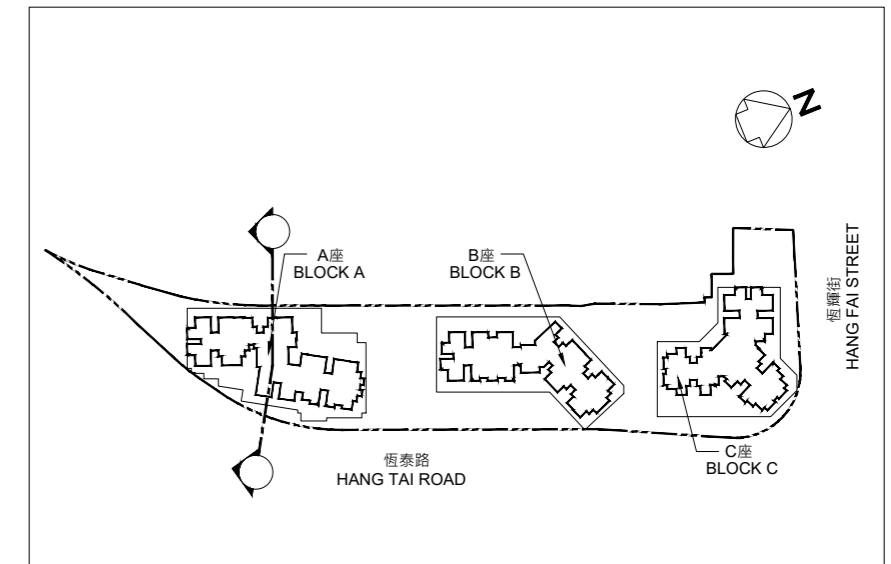 N
A座
BLOCK A
B座
BLOCK B
恆輝街
HANG FAI STREET
C座
BLOCK C
恆泰路
HANG TAI ROAD